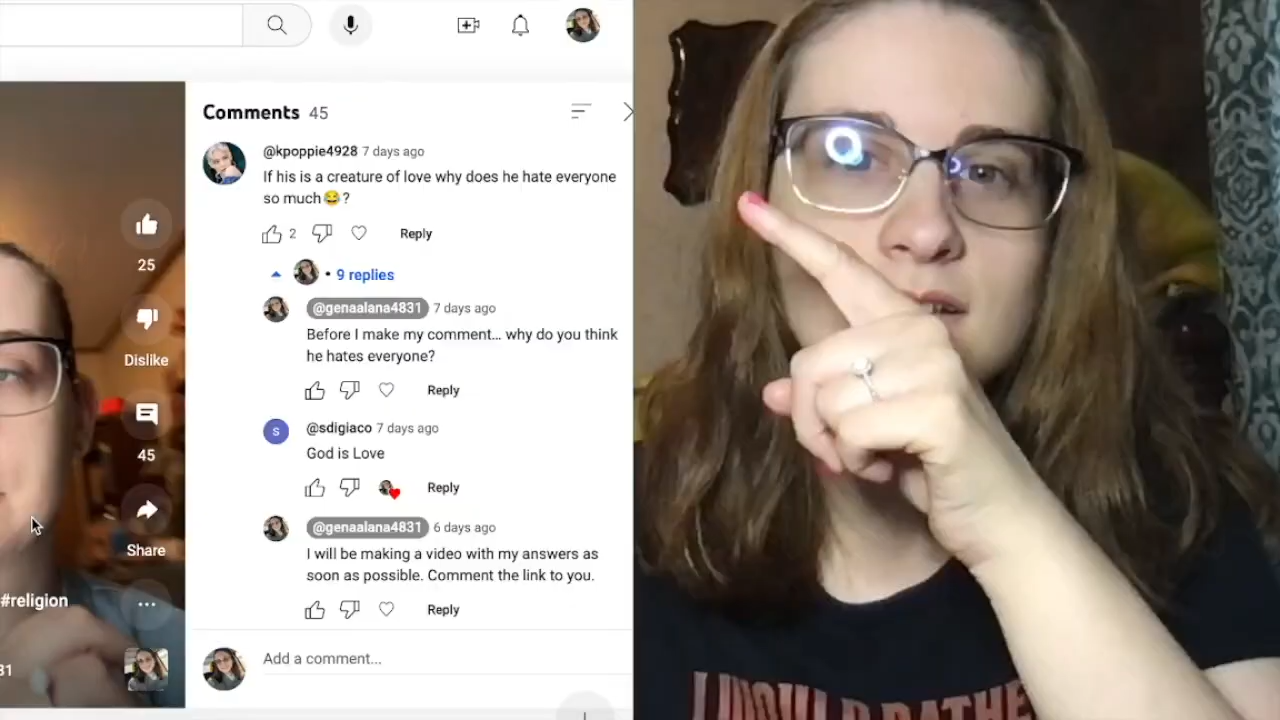 Comments 45
@kpoppie4928 7 days ago
If his is a creature of love why does he hate everyone
so much😂?
2 Reply
• 9 replies
@genaalana4831 7 days ago
Before I make my comment... why do you think
he hates everyone?
Reply
@sdigiaco 7 days ago
S
God is Love
Reply
@genaalana4831 6 days ago
I will be making a video with my answers as
soon as possible. Comment the link to you.
Reply
Add a comment...
25
Dislike
45
Share
#religion
31
I WOULD RATHE